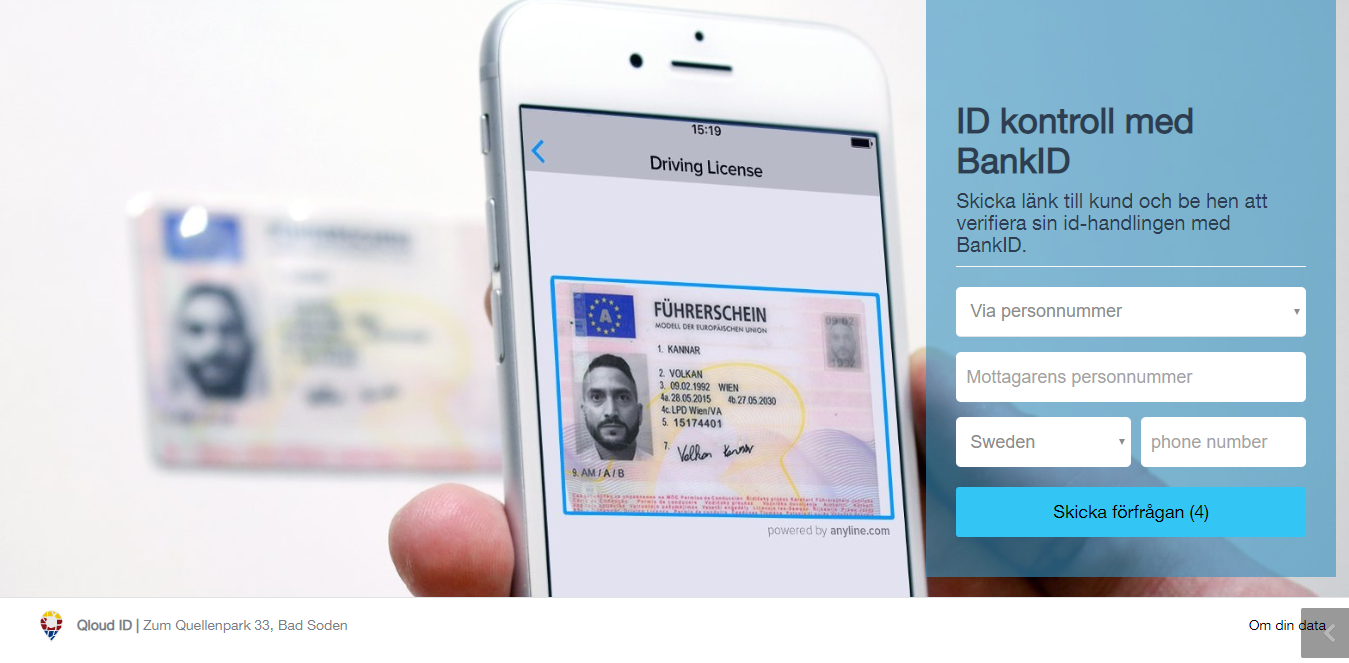 15:19
Driving License
FÜHRERSCHEIN
MODELL DER EUROPÄISCHEN UNION
A
09.02
1992
1. KANNAR
2. VOLKAN
3. 09.02.1992 WIEN
4a. 28.05.2015 4b. 27.05.2030
4c. LPD Wien/VA
5. 15174401
7.
9. AM / A / B
powered by anyline.com
ID kontroll med
BankID
Skicka länk till kund och be hen att
verifiera sin id-handlingen med
BankID.
Via personnummer
Mottagarens personnummer
Sweden
phone number
Skicka förfrågan (4)
Qloud ID | Zum Quellenpark 33, Bad Soden
Om din data